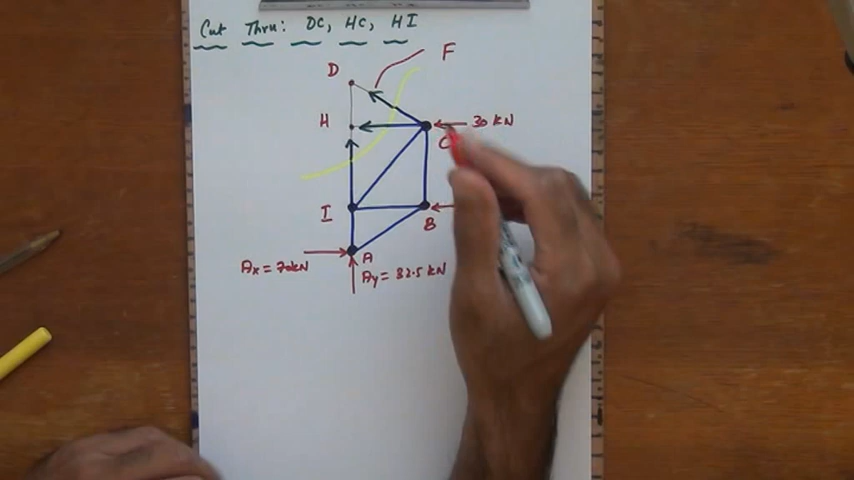 Cut Thru: DC, HC, HI
F
D
H
30 KN
C
I
B
A
Ax = 70KN
Ay = 82.5 KN